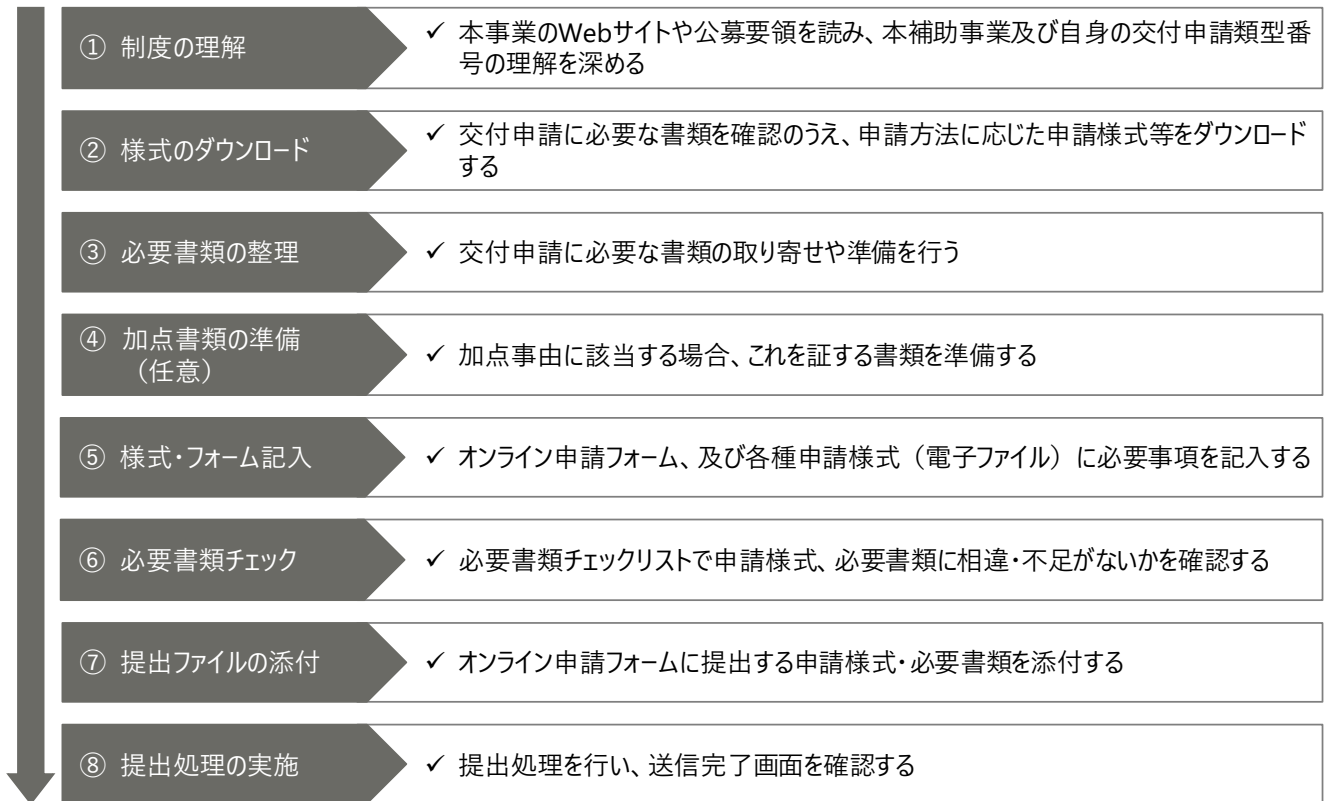 ① 制度の理解
✓ 本事業のWebサイトや公募要領を読み、本補助事業及び自身の交付申請類型番
号の理解を深める
② 様式のダウンロード
✓ 交付申請に必要な書類を確認のうえ、申請方法に応じた申請様式等をダウンロード
する
③ 必要書類の整理
✓ 交付申請に必要な書類の取り寄せや準備を行う
④ 加点書類の準備
（任意）
✓ 加点事由に該当する場合、これを証する書類を準備する
⑤ 様式・フォーム記入
✓ オンライン申請フォーム、及び各種申請様式（電子ファイル）に必要事項を記入する
⑥ 必要書類チェック
✓ 必要書類チェックリストで申請様式、必要書類に相違・不足がないかを確認する
⑦ 提出ファイルの添付
✓ オンライン申請フォームに提出する申請様式・必要書類を添付する
⑧ 提出処理の実施
✓ 提出処理を行い、送信完了画面を確認する